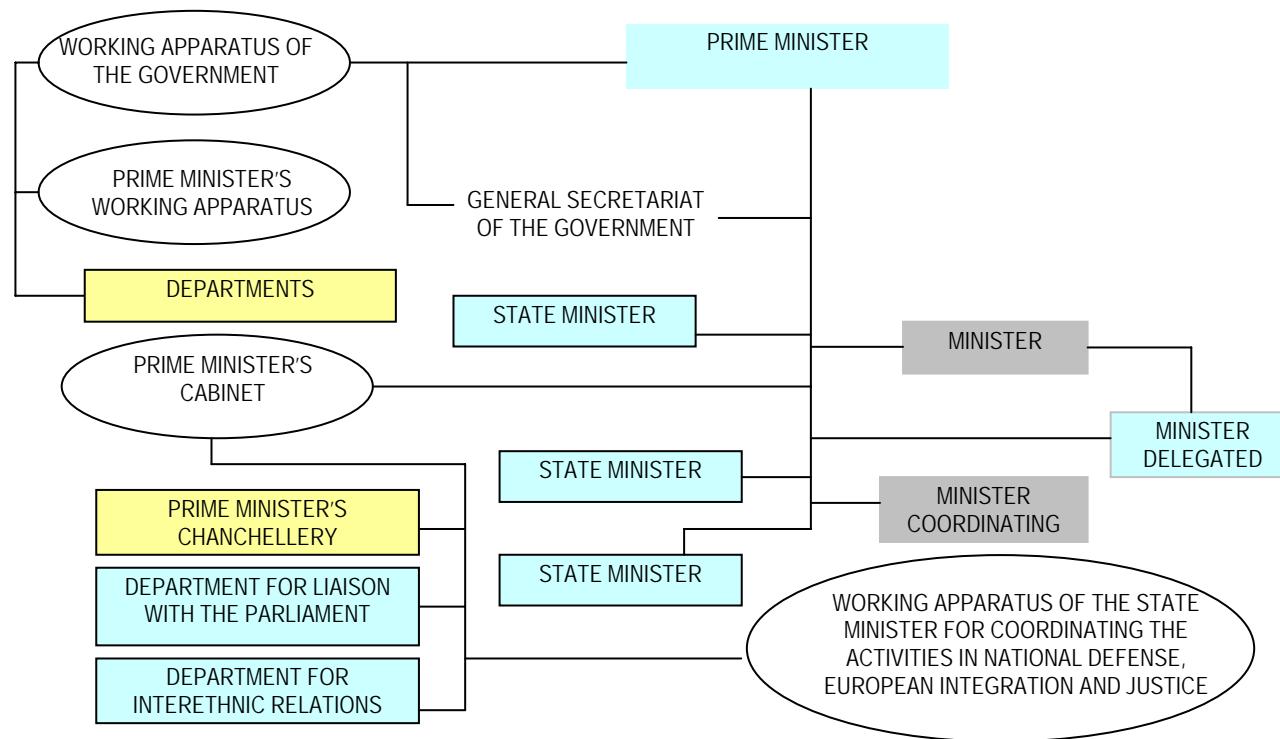 WORKING APPARATUS OF
THE GOVERNMENT
PRIME MINISTER
PRIME MINISTER'S
WORKING APPARATUS
GENERAL SECRETARIAT
OF THE GOVERNMENT
DEPARTMENTS
STATE MINISTER
MINISTER
PRIME MINISTER'S
CABINET
MINISTER
DELEGATED
STATE MINISTER
MINISTER
COORDINATING
PRIME MINISTER'S
CHANCHELLERY
STATE MINISTER
DEPARTMENT FOR LIAISON
WITH THE PARLIAMENT
WORKING APPARATUS OF THE STATE
MINISTER FOR COORDINATING THE
ACTIVITIES IN NATIONAL DEFENSE,
EUROPEAN INTEGRATION AND JUSTICE
DEPARTMENT FOR
INTERETHNIC RELATIONS